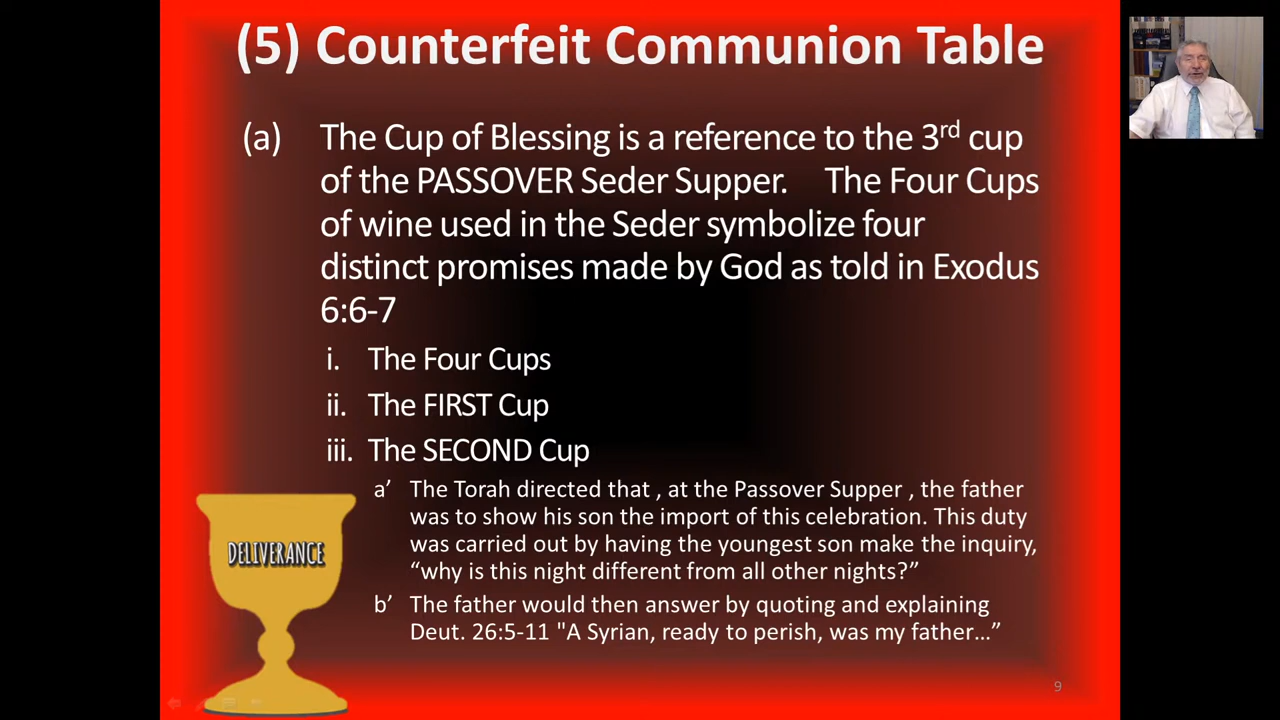 (5) Counterfeit Communion Table
(a) The Cup of Blessing is a reference to the 3rd cup
of the PASSOVER Seder Supper. The Four Cups
of wine used in the Seder symbolize four
distinct promises made by God as told in Exodus
6:6-7
i. The Four Cups
ii. The FIRST Cup
iii. The SECOND Cup
a’ The Torah directed that , at the Passover Supper , the father
was to show his son the import of this celebration. This duty
was carried out by having the youngest son make the inquiry,
“why is this night different from all other nights?”
b’ The father would then answer by quoting and explaining
Deut. 26:5-11 "A Syrian, ready to perish, was my father…”
DELIVERANCE
9